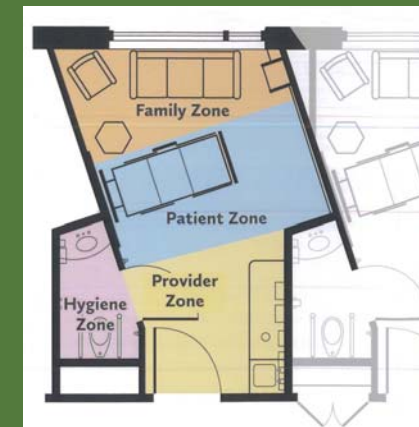 Family Zone
Patient Zone
Provider
Zone
Hygiene
Zone